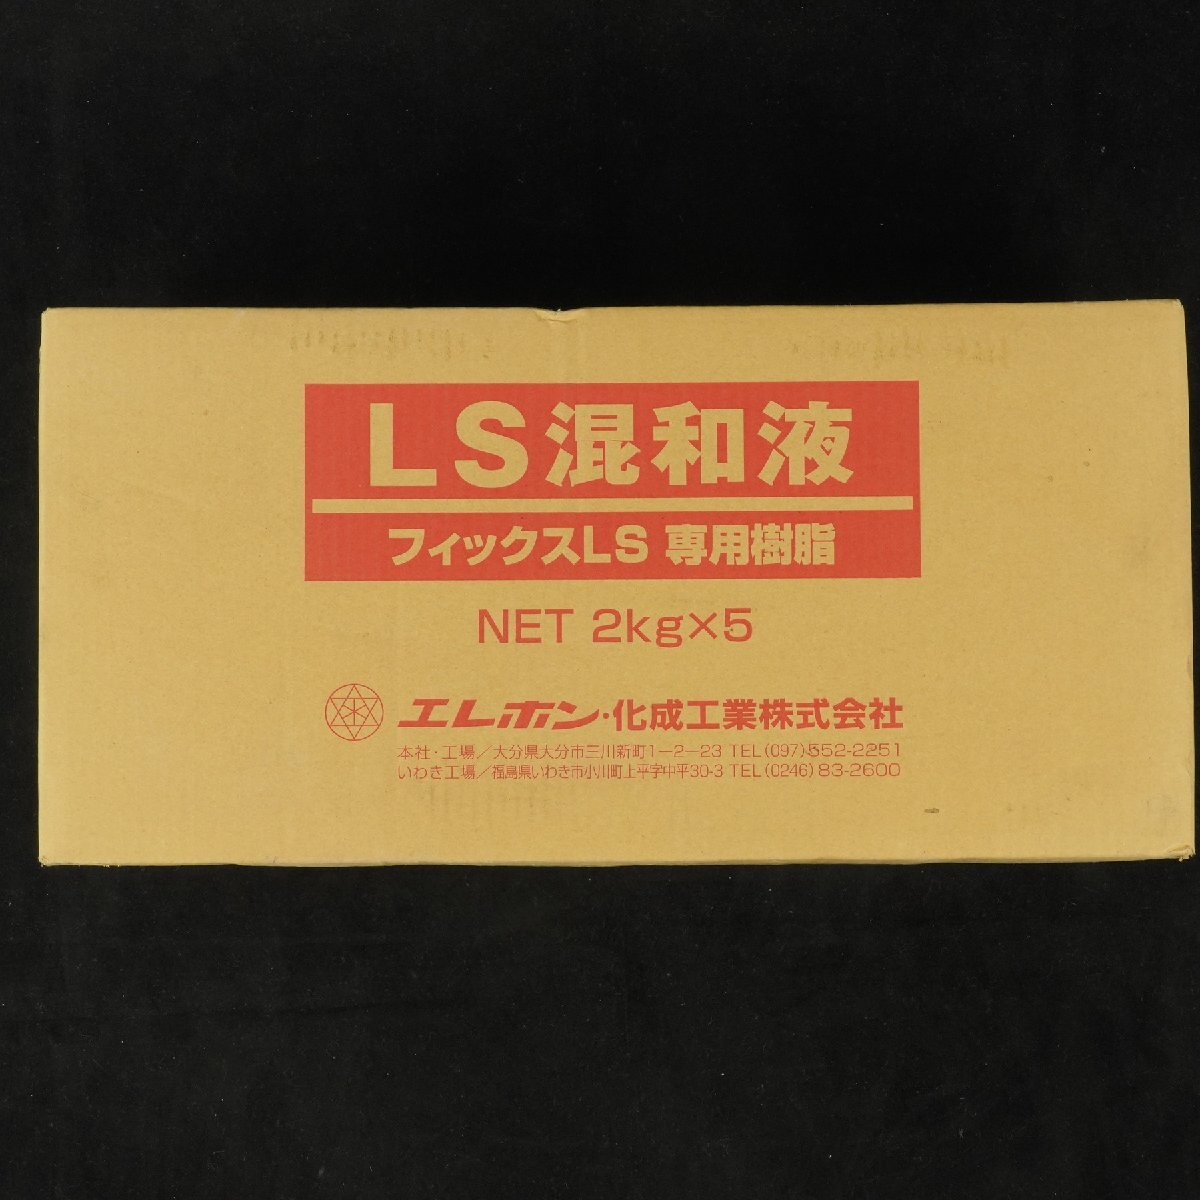 LS混和液
フィックスLS 専用樹脂
NET 2kg×5
エレホン・化成工業株式会社
本社・工場／大分県大分市三川新町1−2−23 TEL(097)552-2251
いわき工場／福島県いわき市小川町上平字中平30-3 TEL(0246)83-2600